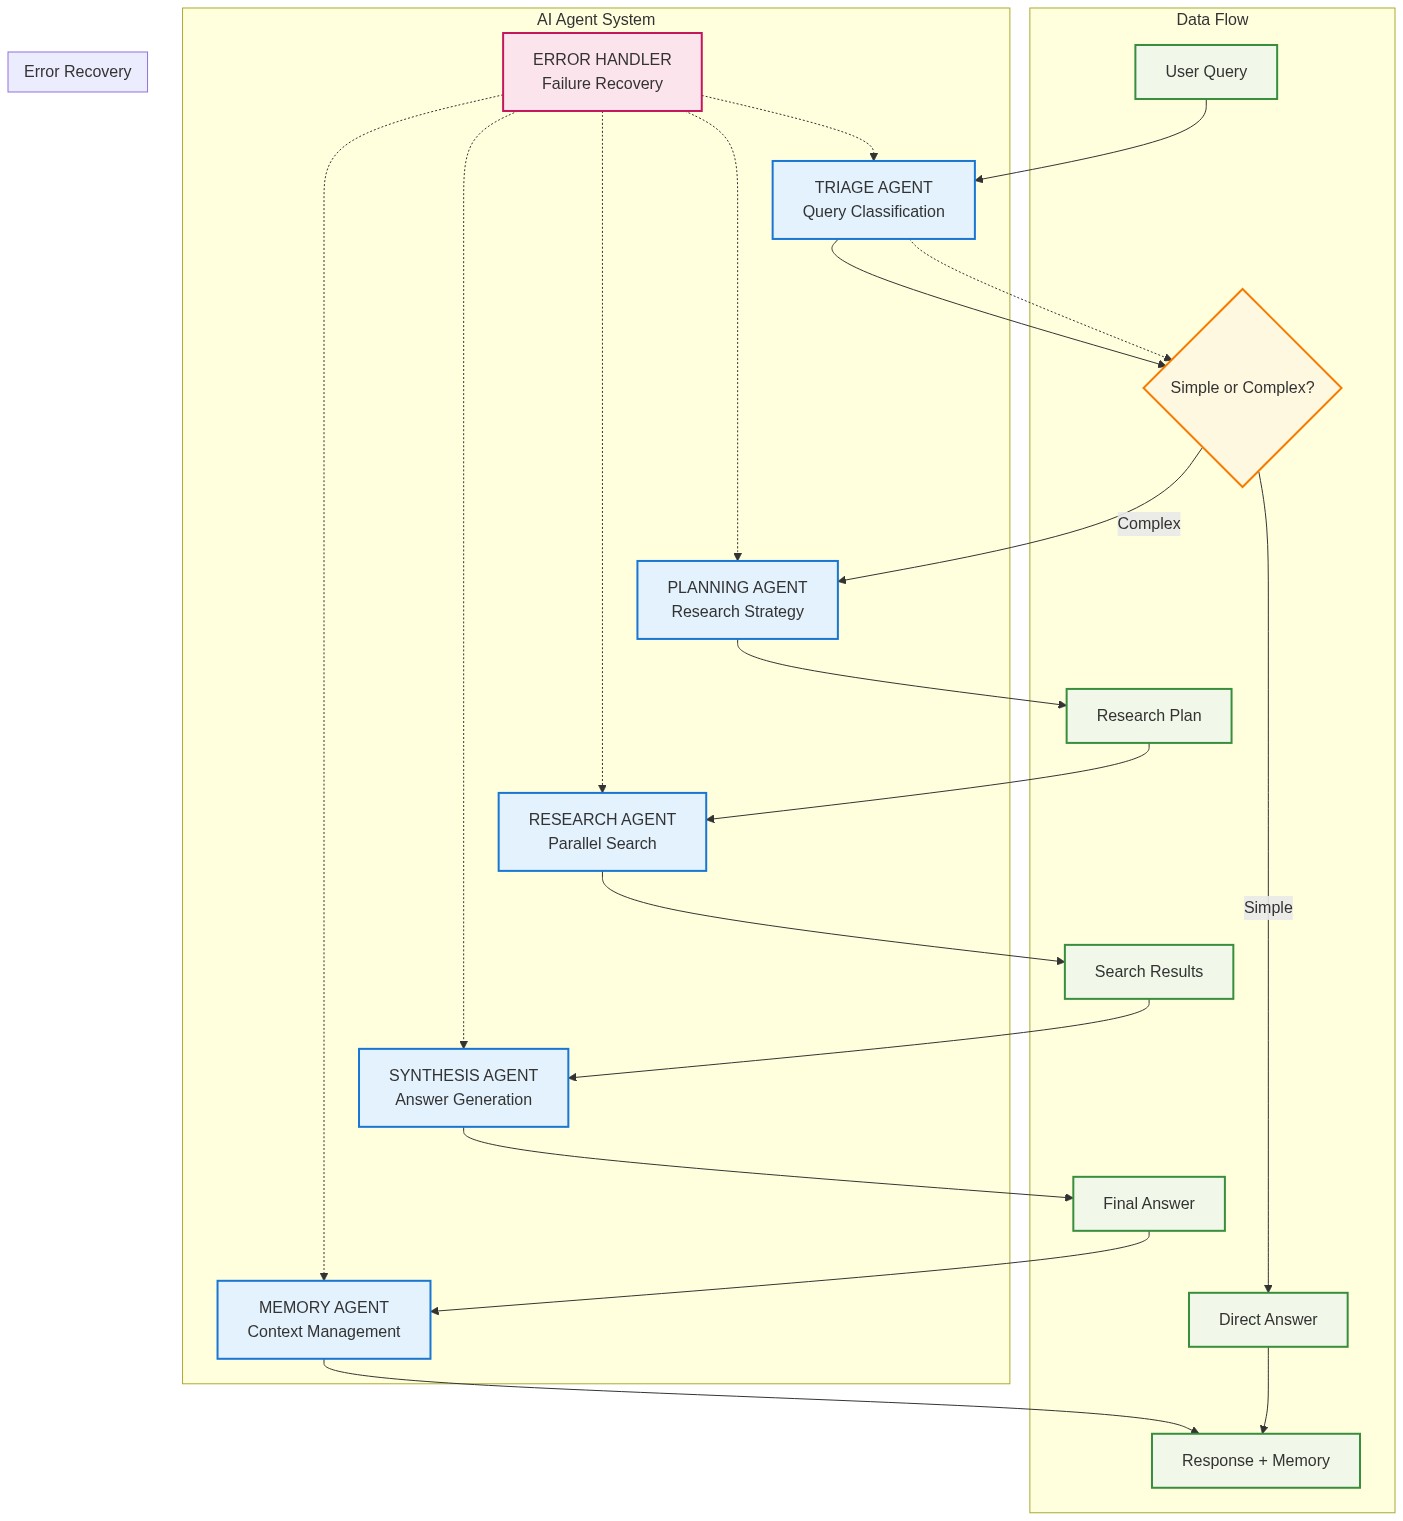 AI Agent System
Data Flow
Error Recovery
ERROR HANDLER
Failure Recovery
User Query
TRIAGE AGENT
Query Classification
Simple or Complex?
Complex
PLANNING AGENT
Research Strategy
Research Plan
RESEARCH AGENT
Parallel Search
Simple
Search Results
SYNTHESIS AGENT
Answer Generation
Final Answer
MEMORY AGENT
Context Management
Direct Answer
Response + Memory